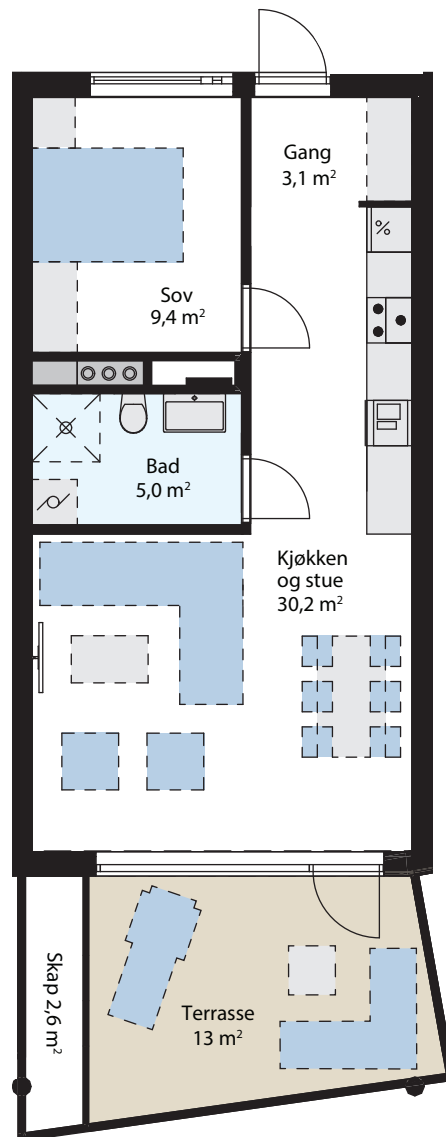 Gang
3,1 m²
%
Sov
9,4 m²
Bad
5,0 m²
Kjøkken
og stue
30,2 m²
Skap 2,6 m²
Terrasse
13 m²